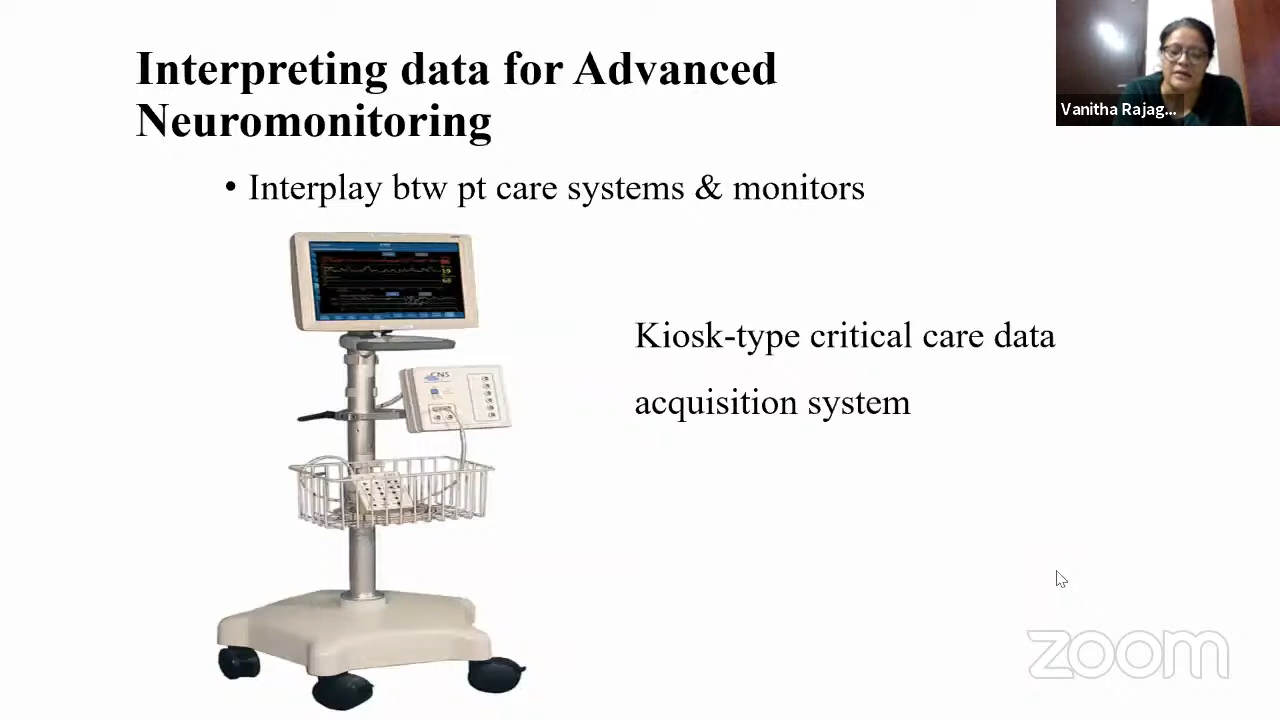 Interpreting data for Advanced
Neuromonitoring
• Interplay btw pt care systems & monitors
Kiosk-type critical care data
acquisition system
CNS
Vanitha Rajag...
zoom